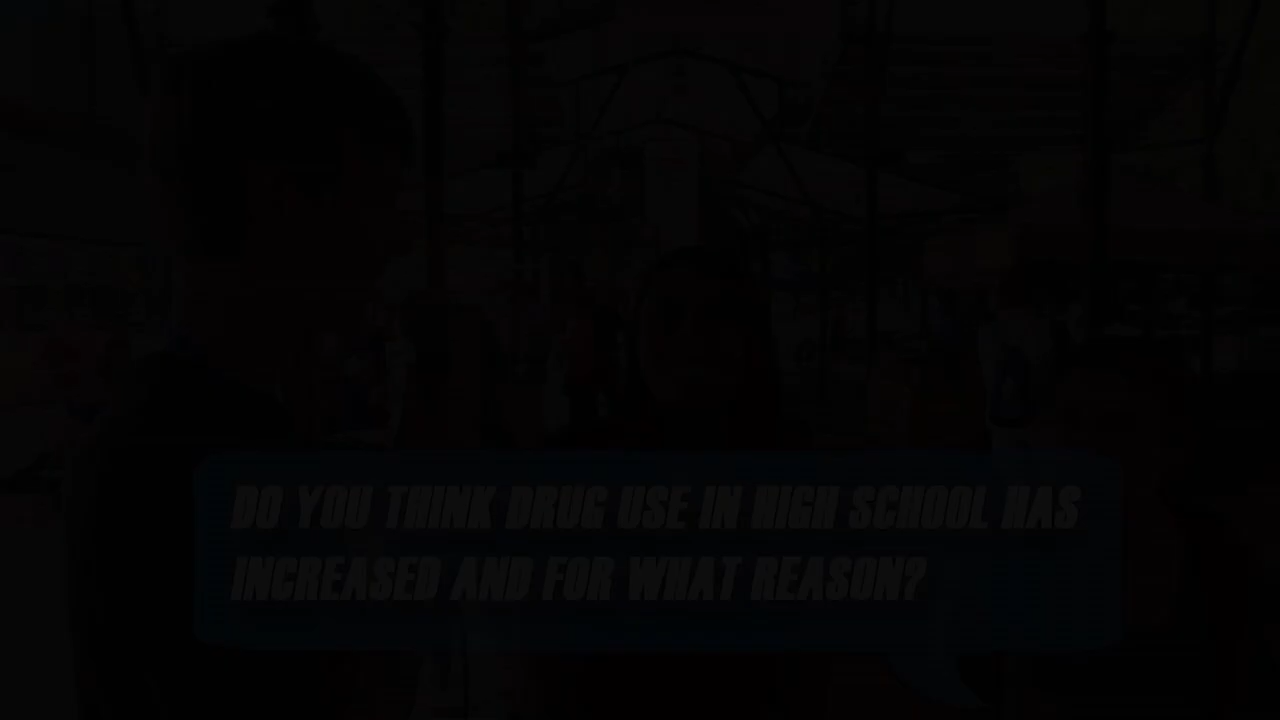 DO YOU THINK DRUG USE IN HIGH SCHOOL HAS
INCREASED AND FOR WHAT REASON?